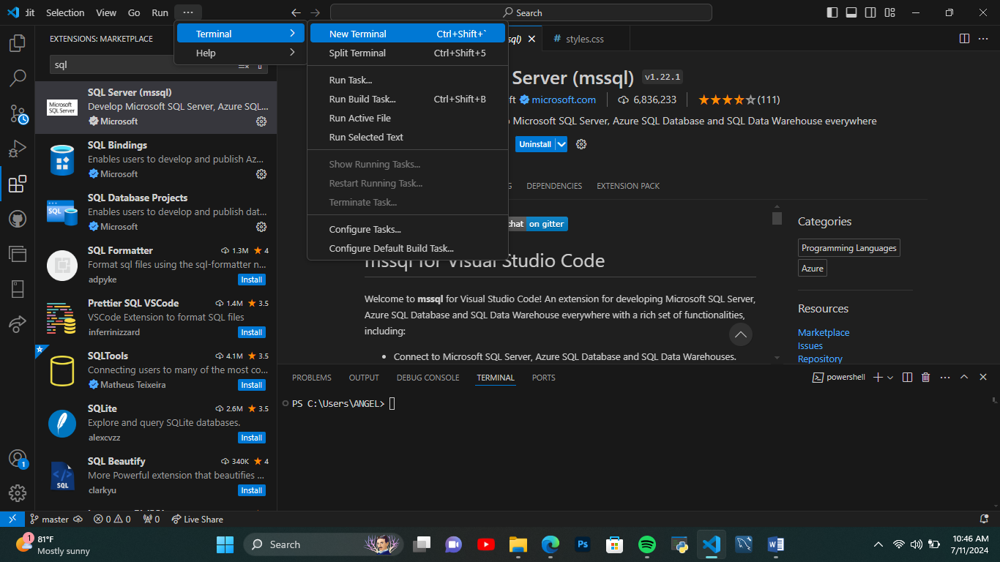 dit Selection View Go Run ···
Search
EXTENSIONS: MARKETPLACE
sql
Terminal
Help
New Terminal Ctrl+Shift+`
Split Terminal Ctrl+Shift+5
Run Task...
Run Build Task... Ctrl+Shift+B
Run Active File
Run Selected Text
Show Running Tasks...
Restart Running Task...
Terminate Task...
Configure Tasks...
Configure Default Build Task...
sql)
# styles.css
SQL Server (mssql)
Develop Microsoft SQL Server, Azure SQL...
Microsoft
SQL Bindings
Enables users to develop and publish Az...
Microsoft
SQL Database Projects
Enables users to develop and publish dat...
Microsoft
SQL Formatter 1.3M 4
Format sql files using the sql-formatter n...
adpyke Install
Prettier SQL VSCode 1.4M 3.5
VSCode Extension to format SQL files
inferrinizzard Install
SQLTools 4.1M 3.5
Connecting users to many of the most co...
Matheus Teixeira Install
SQLite 2.6M 3.5
Explore and query SQLite databases.
alexcvzz Install
SQL Beautify 340K 4
More Powerful extension that beautifies ...
clarkyu Install
Microsoft
SQL Server
SQL
SQL
Server (mssql) v1.22.1
ft microsoft.com 6,836,233 (111)
Microsoft SQL Server, Azure SQL Database and SQL Data Warehouse everywhere
Uninstall
G DEPENDENCIES EXTENSION PACK
chat on gitter
mssql for Visual Studio Code
Welcome to mssql for Visual Studio Code! An extension for developing Microsoft SQL Server,
Azure SQL Database and SQL Data Warehouse everywhere with a rich set of functionalities,
including:
• Connect to Microsoft SQL Server, Azure SQL Database and SQL Data Warehouses.
Categories
Programming Languages
Azure
Resources
Marketplace
Issues
Repository
PROBLEMS OUTPUT DEBUG CONSOLE TERMINAL PORTS
powershell
PS C:\Users\ANGEL>
1
master 0 0 0 Live Share
1
81°F
Mostly sunny
Search
Ps
W
10:46 AM
7/11/2024